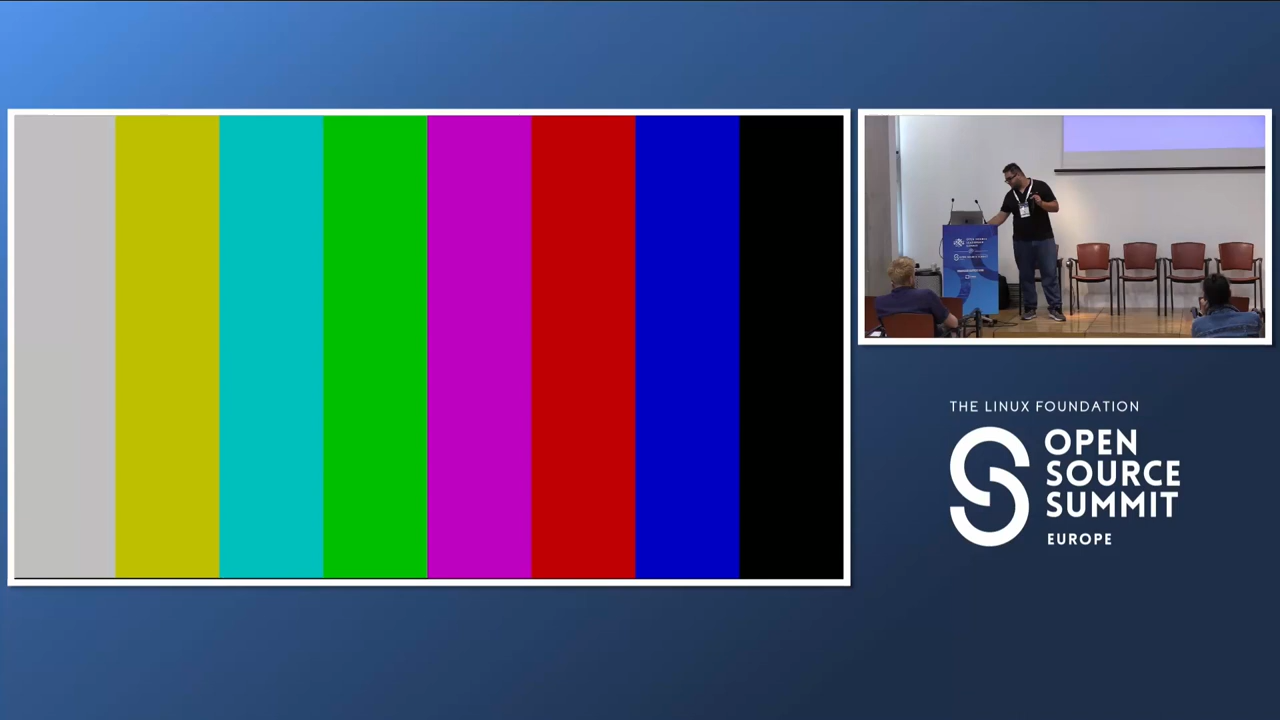 THE LINUX FOUNDATION
OPEN
SOURCE
SUMMIT
EUROPE